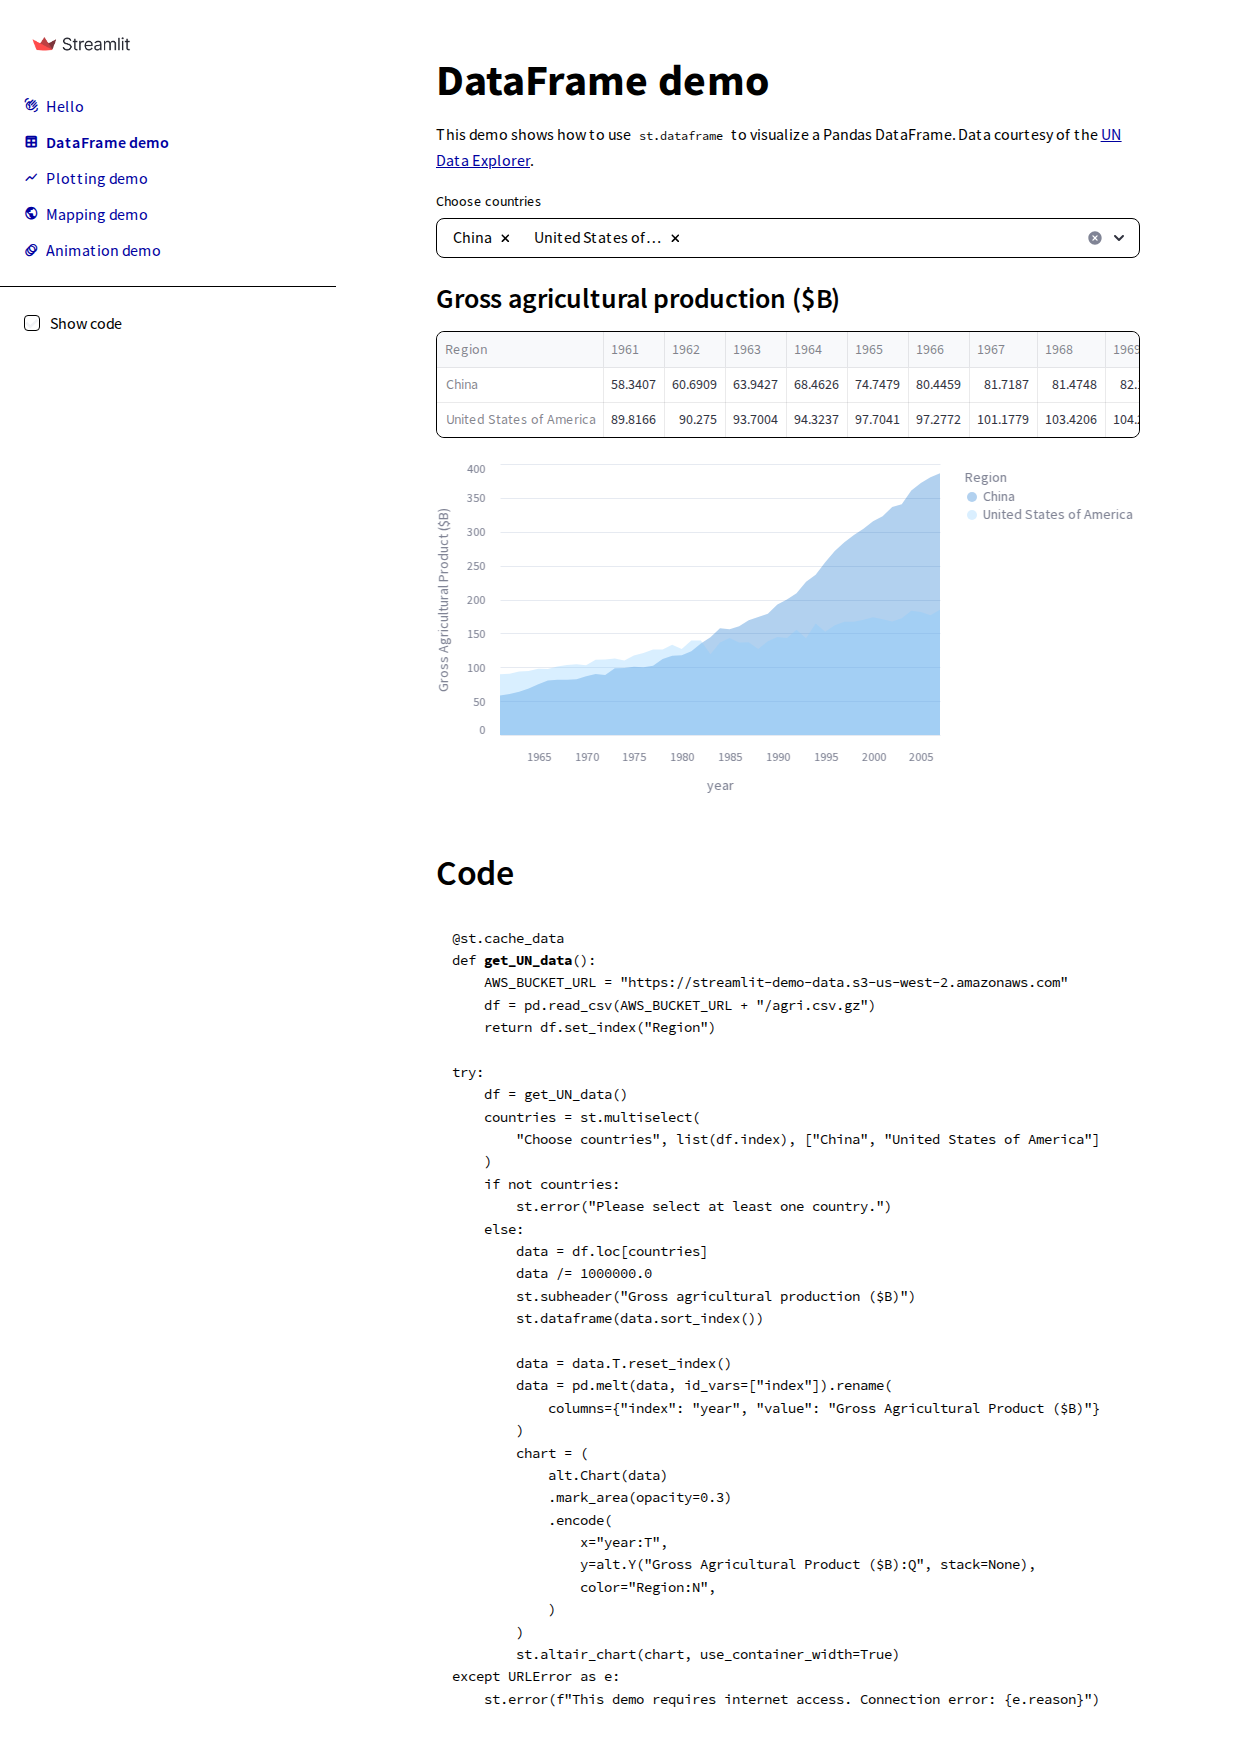 Streamlit
Hello
DataFrame demo
Plotting demo
Mapping demo
Animation demo
Show code
DataFrame demo
This demo shows how to use st.dataframe to visualize a Pandas DataFrame. Data courtesy of the UN
Data Explorer.
Choose countries
China United States of…
Gross agricultural production ($B)
Region 1961 1962 1963 1964 1965 1966 1967 1968 1969
China 58.3407 60.6909 63.9427 68.4626 74.7479 80.4459 81.7187 81.4748 82.
United States of America 89.8166 90.275 93.7004 94.3237 97.7041 97.2772 101.1779 103.4206 104.
Gross Agricultural Product ($B)
400
350
300
250
200
150
100
50
0
1965 1970 1975 1980 1985 1990 1995 2000 2005
year
Region
China
United States of America
Code
@st.cache_data
def get_UN_data():
    AWS_BUCKET_URL = "https://streamlit-demo-data.s3-us-west-2.amazonaws.com"
    df = pd.read_csv(AWS_BUCKET_URL + "/agri.csv.gz")
    return df.set_index("Region")
try:
    df = get_UN_data()
    countries = st.multiselect(
        "Choose countries", list(df.index), ["China", "United States of America"]
    )
    if not countries:
        st.error("Please select at least one country.")
    else:
        data = df.loc[countries]
        data /= 1000000.0
        st.subheader("Gross agricultural production ($B)")
        st.dataframe(data.sort_index())
        data = data.T.reset_index()
        data = pd.melt(data, id_vars=["index"]).rename(
            columns={"index": "year", "value": "Gross Agricultural Product ($B)"}
        )
        chart = (
            alt.Chart(data)
            .mark_area(opacity=0.3)
            .encode(
                x="year:T",
                y=alt.Y("Gross Agricultural Product ($B):Q", stack=None),
                color="Region:N",
            )
        )
        st.altair_chart(chart, use_container_width=True)
except URLError as e:
    st.error(f"This demo requires internet access. Connection error: {e.reason}")